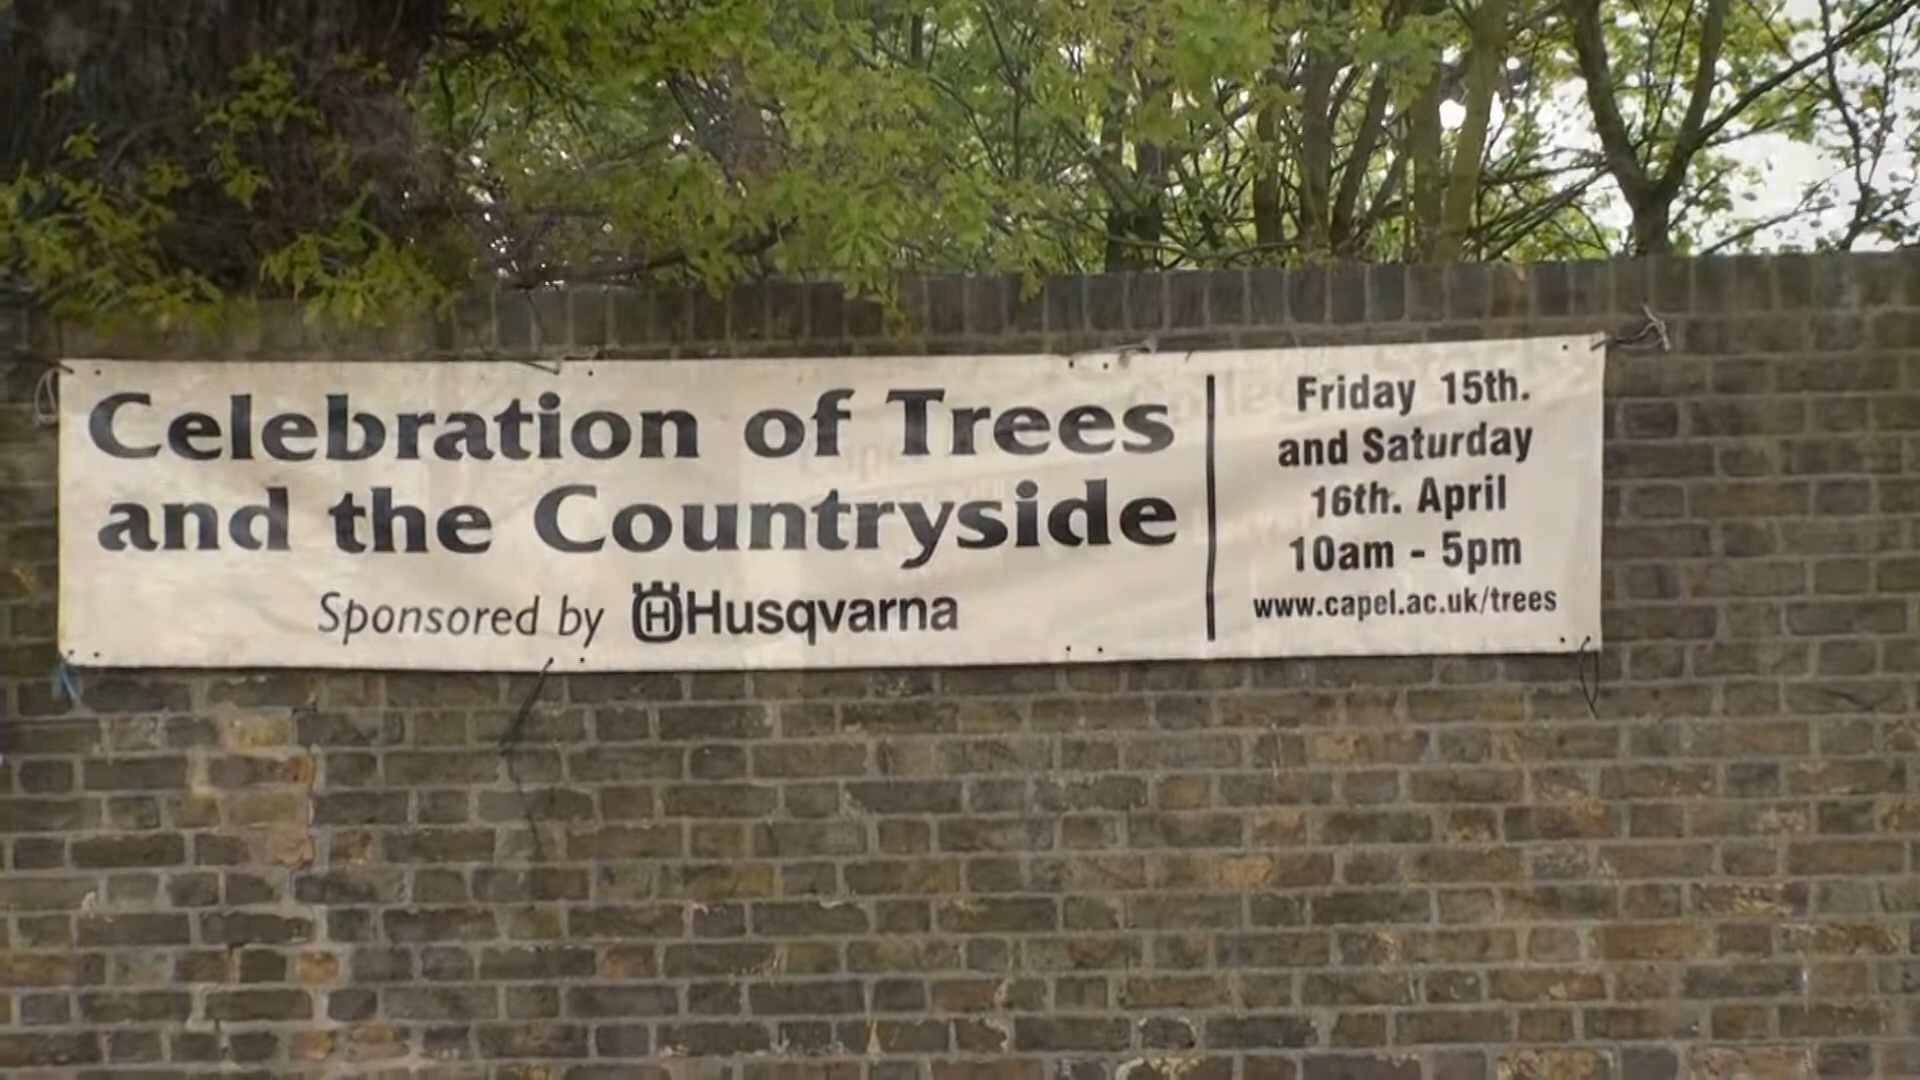 Celebration of Trees
and the Countryside
Sponsored by Husqvarna
Friday 15th.
and Saturday
16th. April
10am - 5pm
www.capel.ac.uk/trees